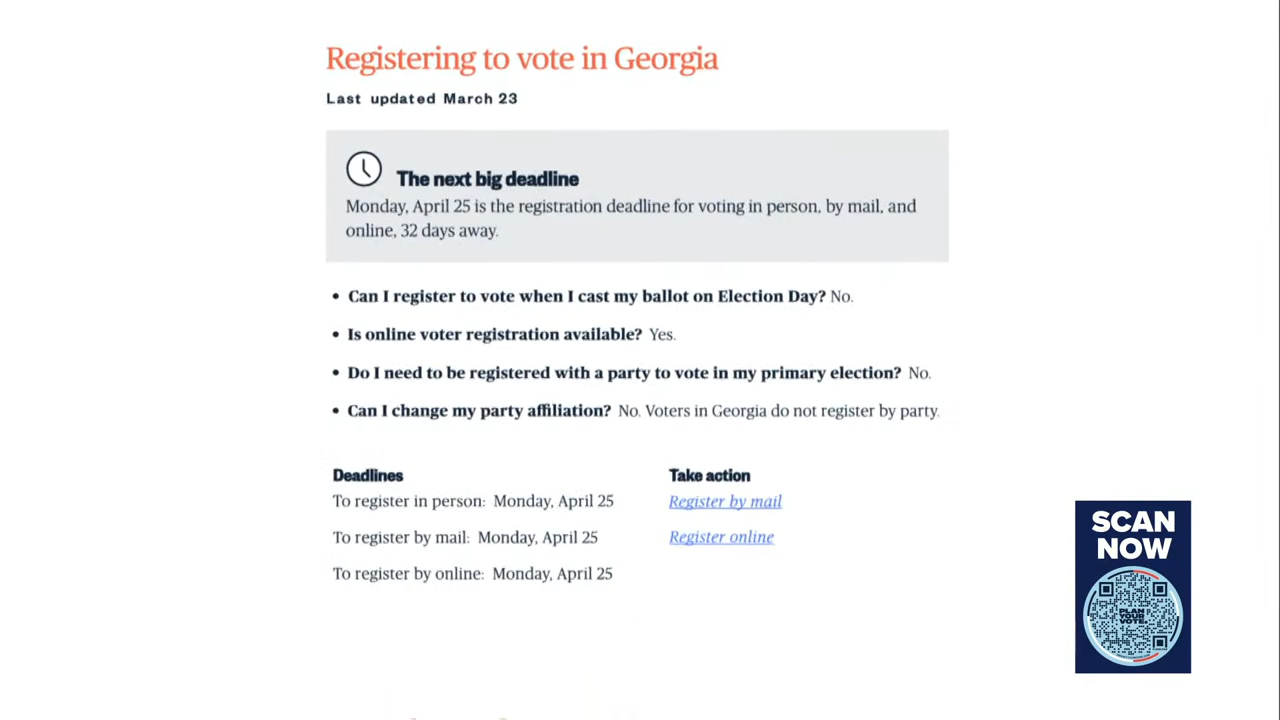 Registering to vote in Georgia
Last updated March 23
The next big deadline
Monday, April 25 is the registration deadline for voting in person, by mail, and
online, 32 days away.
• Can I register to vote when I cast my ballot on Election Day? No.
• Is online voter registration available? Yes.
• Do I need to be registered with a party to vote in my primary election? No.
• Can I change my party affiliation? No. Voters in Georgia do not register by party.
Deadlines
To register in person: Monday, April 25
To register by mail: Monday, April 25
To register by online: Monday, April 25
Take action
Register by mail
Register online
SCAN
NOW
PLAN
YOUR
VOTE.